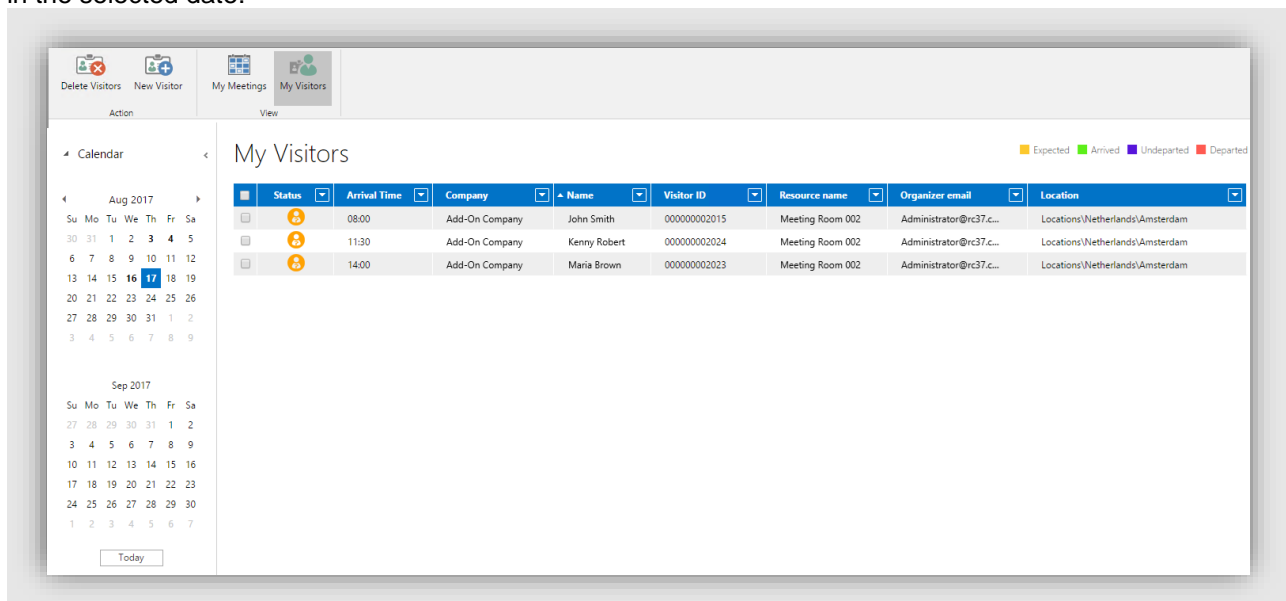 in the selected date.
Delete Visitors New Visitor My Meetings My Visitors
Action View
Calendar
My Visitors
Expected Arrived Undeparted Departed
Aug 2017
Su Mo Tu We Th Fr Sa
30 31 1 2 3 4 5
6 7 8 9 10 11 12
13 14 15 16 17 18 19
20 21 22 23 24 25 26
27 28 29 30 31 1 2
3 4 5 6 7 8 9
Sep 2017
Su Mo Tu We Th Fr Sa
27 28 29 30 31 1 2
3 4 5 6 7 8 9
10 11 12 13 14 15 16
17 18 19 20 21 22 23
24 25 26 27 28 29 30
1 2 3 4 5 6 7
Today
Status Arrival Time Company Name Visitor ID Resource name Organizer email Location
08:00 Add-On Company John Smith 000000002015 Meeting Room 002 Administrator@rc37.c... Locations\Netherlands\Amsterdam
11:30 Add-On Company Kenny Robert 000000002024 Meeting Room 002 Administrator@rc37.c... Locations\Netherlands\Amsterdam
14:00 Add-On Company Maria Brown 000000002023 Meeting Room 002 Administrator@rc37.c... Locations\Netherlands\Amsterdam